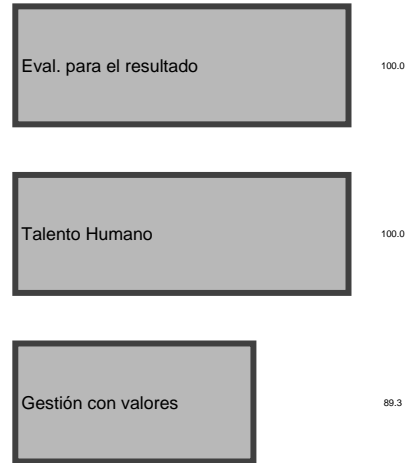 Eval. para el resultado 100.0
Talento Humano 100.0
Gestión con valores 89.3